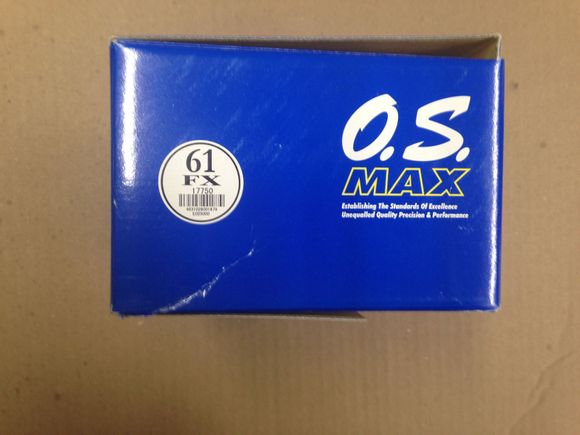 61
FX
17750
O.S.
MAX
Establishing The Standards Of Excellence
Unequalled Quality Precision & Performance